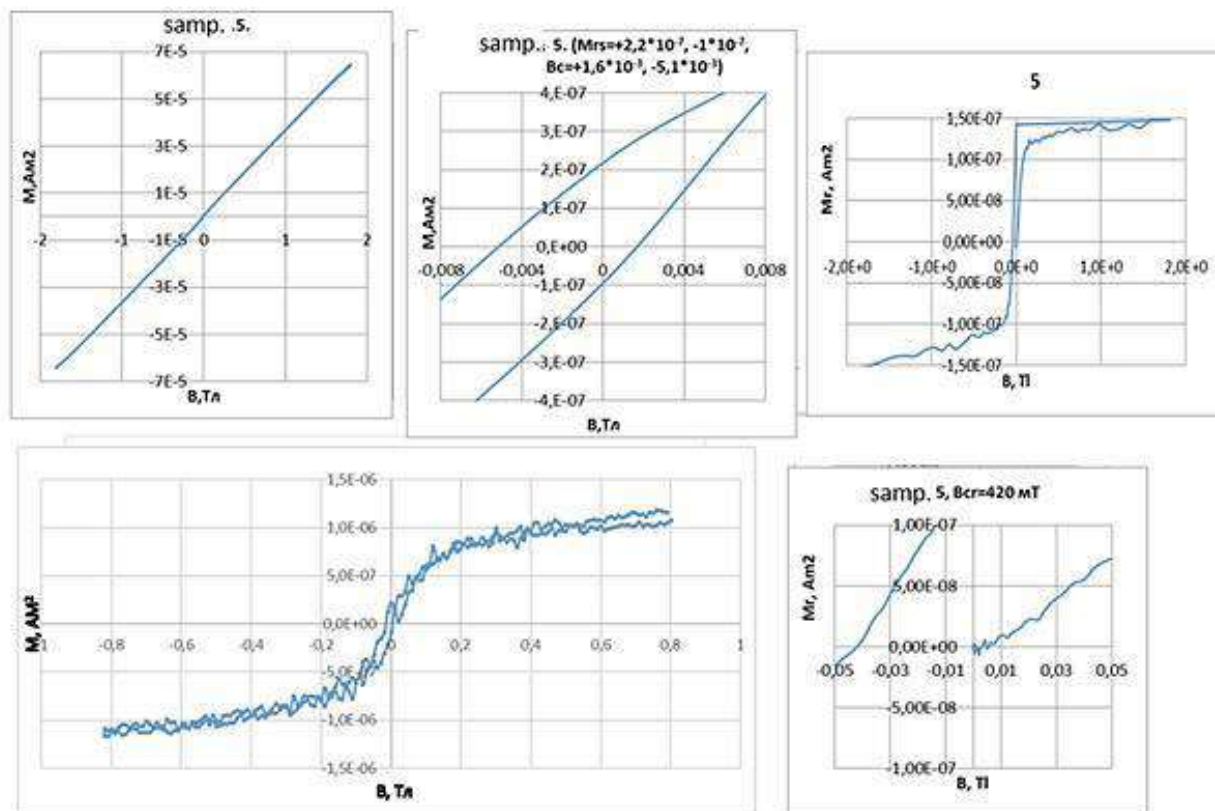 samp. .5.
7E-5
5E-5
3E-5
1E-5
-2
-1
-1E-5
0
1
2
-3E-5
-5E-5
-7E-5
М,Ам2
В,Тл
samp.. 5. (Mrs=+2,2*10⁻⁷, -1*10⁻⁷,
Bc=+1,6*10⁻³, -5,1*10⁻³)
4,E-07
3,E-07
2,E-07
1,E-07
0,E+00
-0,008
-0,004
0
0,004
0,008
-1,E-07
-2,E-07
-3,E-07
-4,E-07
М,Ам2
В,Тл
5
1,50E-07
1,00E-07
5,00E-08
0,00E+00
-2,0E+0
-1,0E+0
0,0E+0
1,0E+0
2,0E+0
-5,00E-08
-1,00E-07
-1,50E-07
Mr, Am2
B, Tl
1,5E-06
1,0E-06
5,0E-07
0,0E+00
-1
-0,8
-0,6
-0,4
-0,2
0
0,2
0,4
0,6
0,8
1
-5,0E-07
-1,0E-06
-1,5E-06
М, АМ²
В, Тл
samp. 5, Bcr=420 мТ
1,00E-07
5,00E-08
0,00E+00
-0,05
-0,03
-0,01
0,01
0,03
0,05
-5,00E-08
-1,00E-07
Mr, Am2
B, Tl